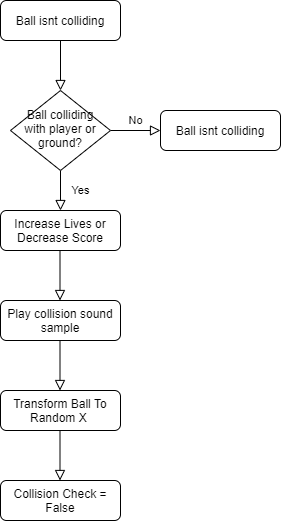 Ball isnt colliding
Ball colliding
with player or
ground?
No
Ball isnt colliding
Yes
Increase Lives or
Decrease Score
Play collision sound
sample
Transform Ball To
Random X
Collision Check =
False